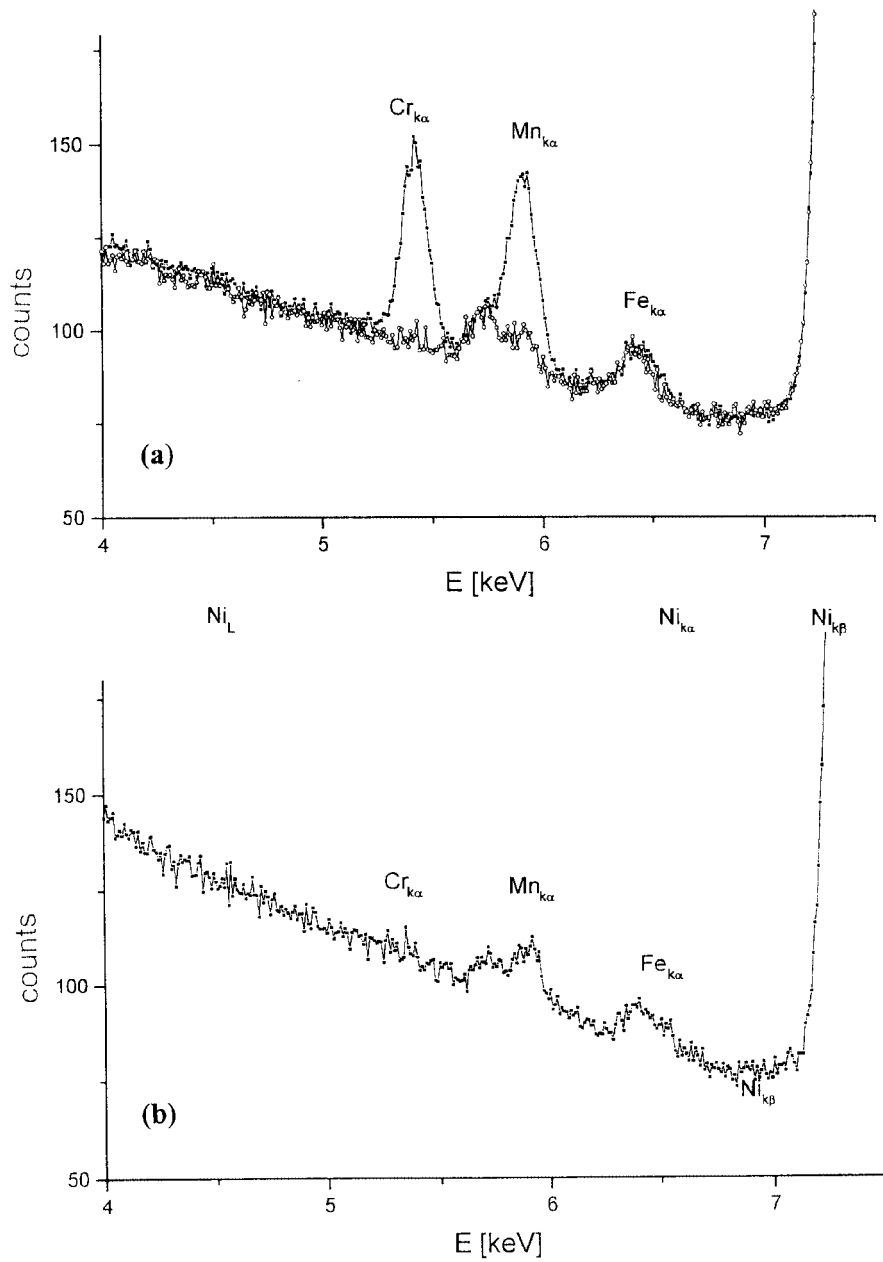 Cr kα
Mn kα
Fe kα
150
100
50
counts
(a)
4 5 6 7
E [keV]
Ni L Ni kα Ni kβ
150
100
50
counts
Cr kα
Mn kα
Fe kα
Ni kβ
(b)
4 5 6 7
E [keV]